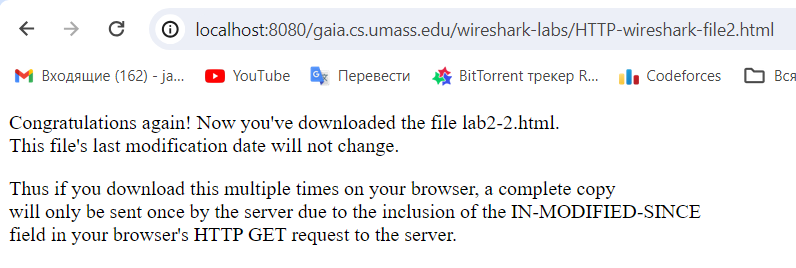 localhost:8080/gaia.cs.umass.edu/wireshark-labs/HTTP-wireshark-file2.html
Входящие (162) - ja... YouTube Перевести BitTorrent трекер R... Codeforces Вся
Congratulations again! Now you've downloaded the file lab2-2.html.
This file's last modification date will not change.
Thus if you download this multiple times on your browser, a complete copy
will only be sent once by the server due to the inclusion of the IN-MODIFIED-SINCE
field in your browser's HTTP GET request to the server.